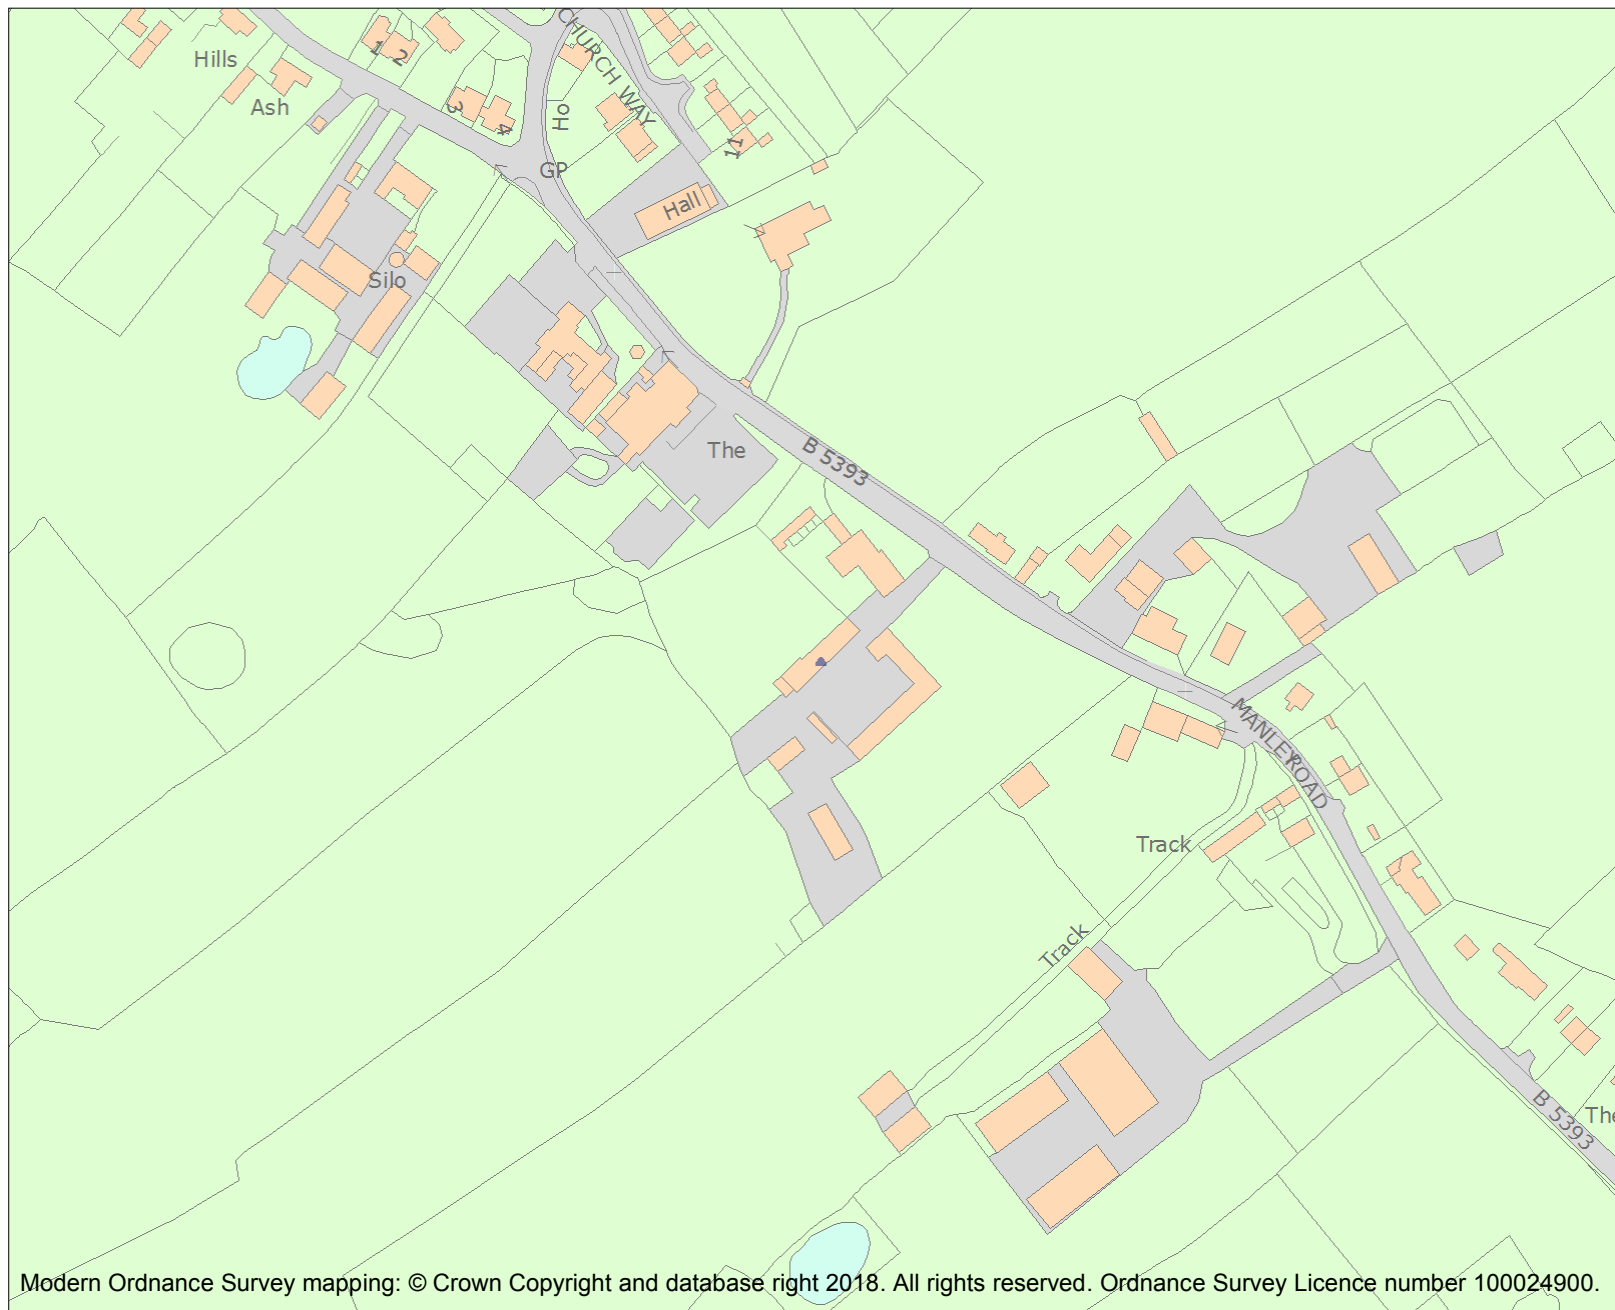 CHURCH WAY
1
2
Hills
Ash
3
4
Ho
11
GP
Hall
Silo
The
B 5393
MANLEY ROAD
Track
Track
B 5393
The
Modern Ordnance Survey mapping: © Crown Copyright and database right 2018. All rights reserved. Ordnance Survey Licence number 100024900.